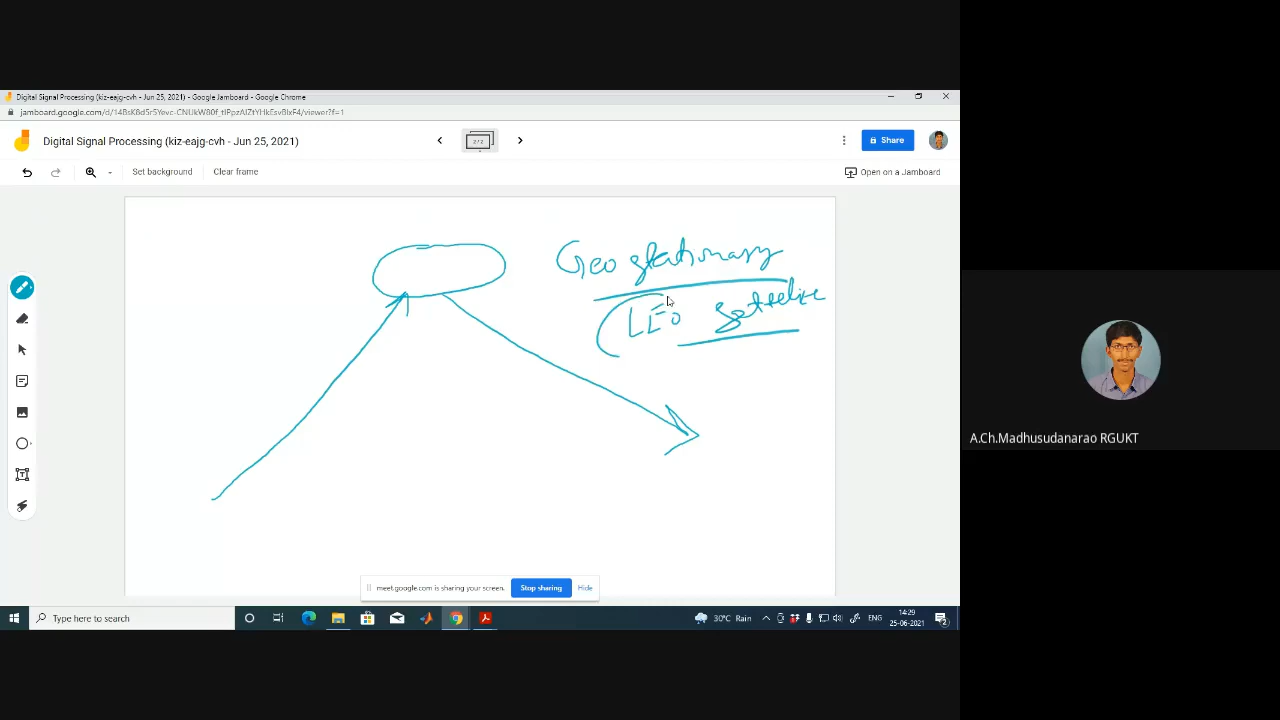 Digital Signal Processing (kiz-eajg-cvh - Jun 25, 2021) - Google Jamboard - Google Chrome
Digital Signal Processing (kiz-eajg-cvh - Jun 25, 2021)
2 / 2
Share
Set background
Clear frame
Open on a Jamboard
Geo stationary
LEO
A.Ch.Madhusudanarao RGUKT
meet.google.com is sharing your screen.
Stop sharing
Hide
Type here to search
30°C Rain
ENG
14:29
25-06-2021
2